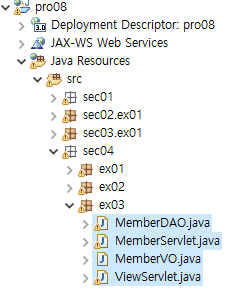 pro08
Deployment Descriptor: pro08
JAX-WS Web Services
Java Resources
src
sec01
sec02.ex01
sec03.ex01
sec04
ex01
ex02
ex03
MemberDAO.java
MemberServlet.java
MemberVO.java
ViewServlet.java